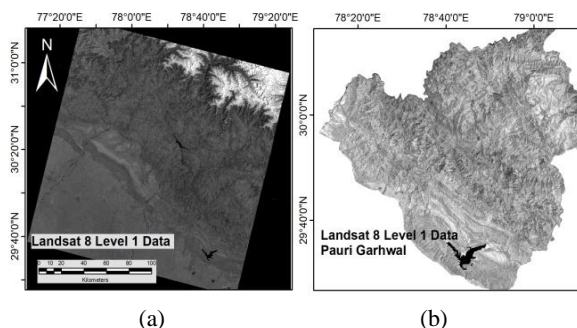 77°20'0"E 78°0'0"E 78°40'0"E 79°20'0"E
N
31°0'0"N
30°20'0"N
29°40'0"N
Landsat 8 Level 1 Data
0 10 20 40 60 80 100
Kilometers
(a)
78°20'0"E 78°40'0"E 79°0'0"E
30°0'0"N
29°40'0"N
Landsat 8 Level 1 Data
Pauri Garhwal
(b)